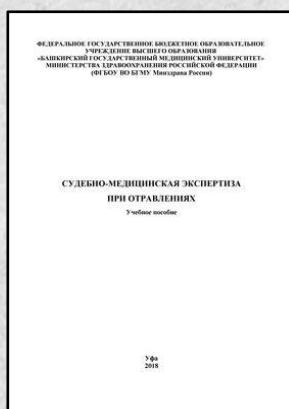 ФЕДЕРАЛЬНОЕ ГОСУДАРСТВЕННОЕ БЮДЖЕТНОЕ ОБРАЗОВАТЕЛЬНОЕ
УЧРЕЖДЕНИЕ ВЫСШЕГО ОБРАЗОВАНИЯ
«БАШКИРСКИЙ ГОСУДАРСТВЕННЫЙ МЕДИЦИНСКИЙ УНИВЕРСИТЕТ»
МИНИСТЕРСТВА ЗДРАВООХРАНЕНИЯ РОССИЙСКОЙ ФЕДЕРАЦИИ
(ФГБОУ ВО БГМУ Минздрава России)
СУДЕБНО-МЕДИЦИНСКАЯ ЭКСПЕРТИЗА
ПРИ ОТРАВЛЕНИЯХ
Учебное пособие
Уфа
2018